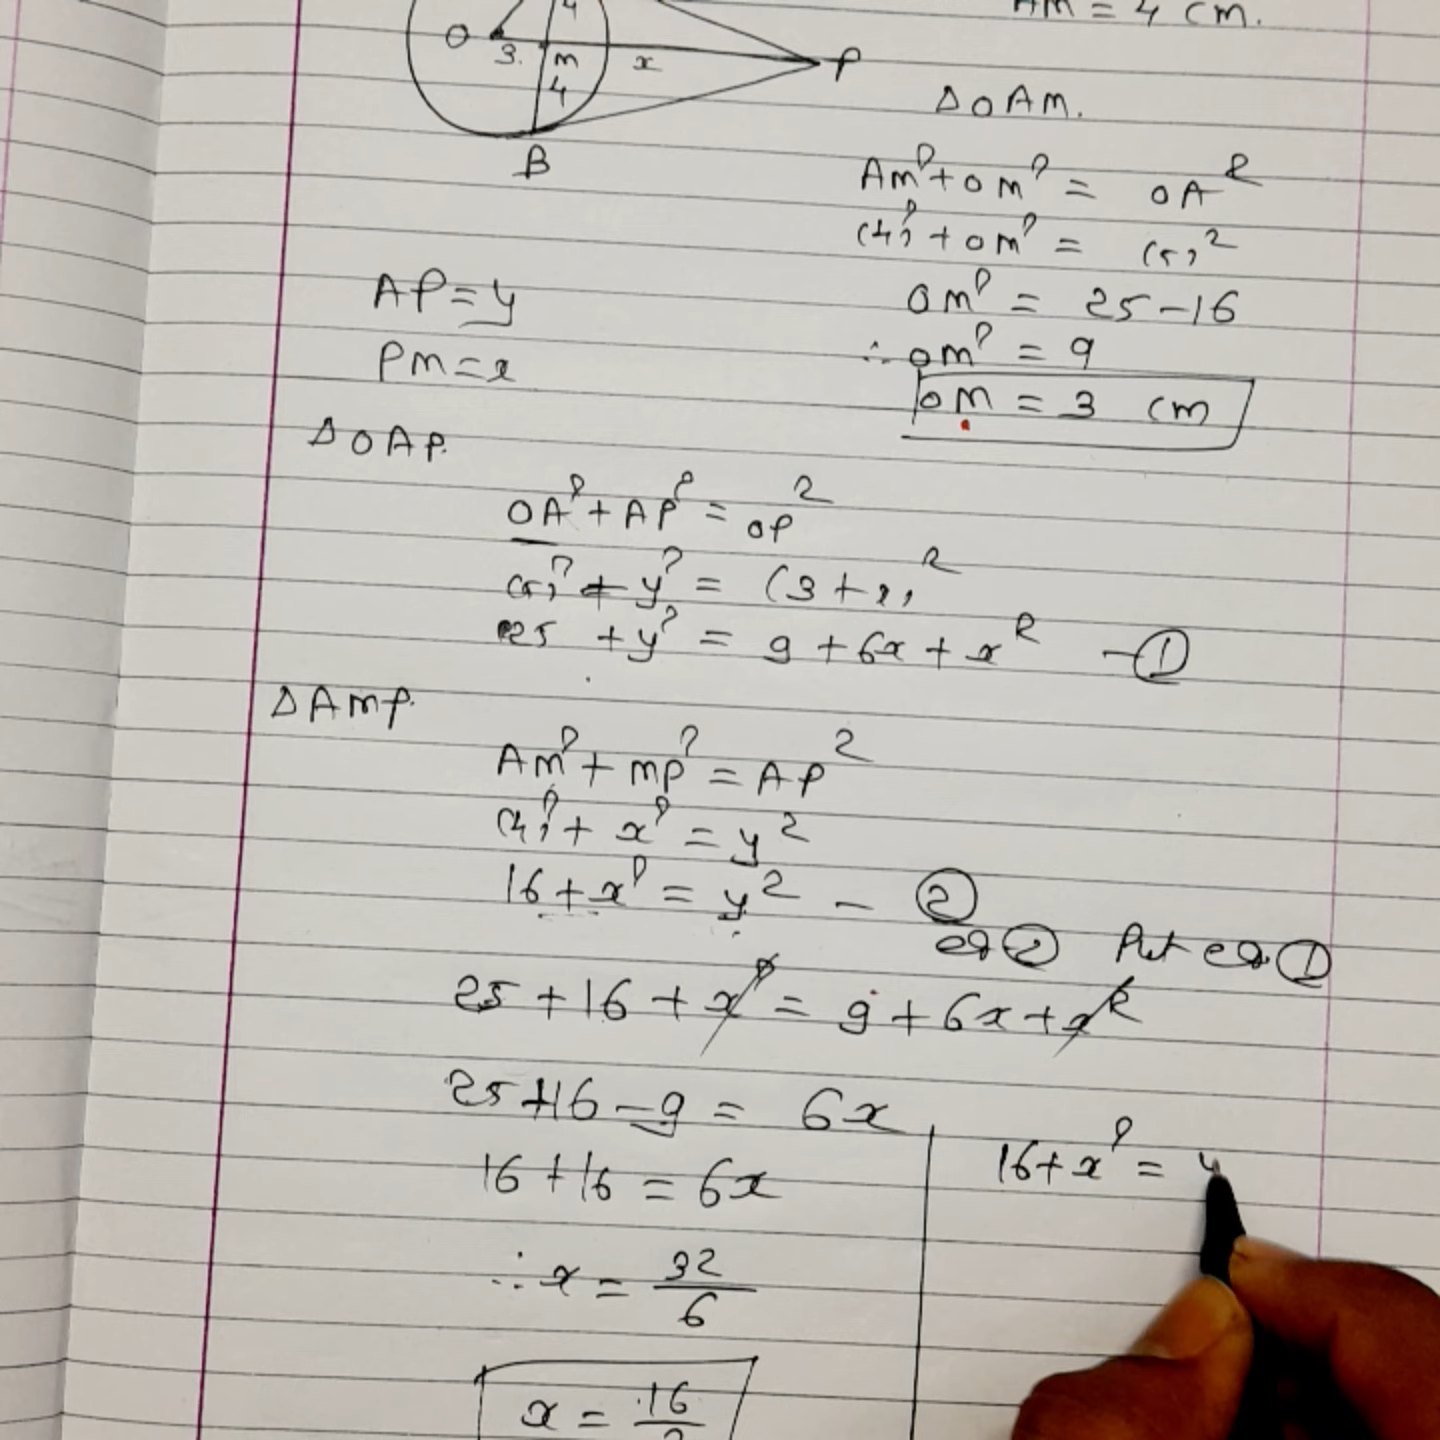 AM = 4 cm.
O 3. 4 m 4 x P
B
ΔOAM.
Am² + om² = OA²
(4)² + om² = (5)²
om² = 25 - 16
∴ om² = 9
OM = 3 cm
AP = y
PM = x
ΔOAP.
OA² + AP² = OP²
(5)² + y² = (3 + x)²
25 + y² = 9 + 6x + x² - ①
ΔAMP.
Am² + mp² = AP²
(4)² + x² = y²
16 + x² = y² - ②
eq ② Put eq. ①
25 + 16 + x² = 9 + 6x + x²
25 + 16 - 9 = 6x
16 + 16 = 6x
∴ x = 32/6
x = 16/
16 + x² = y